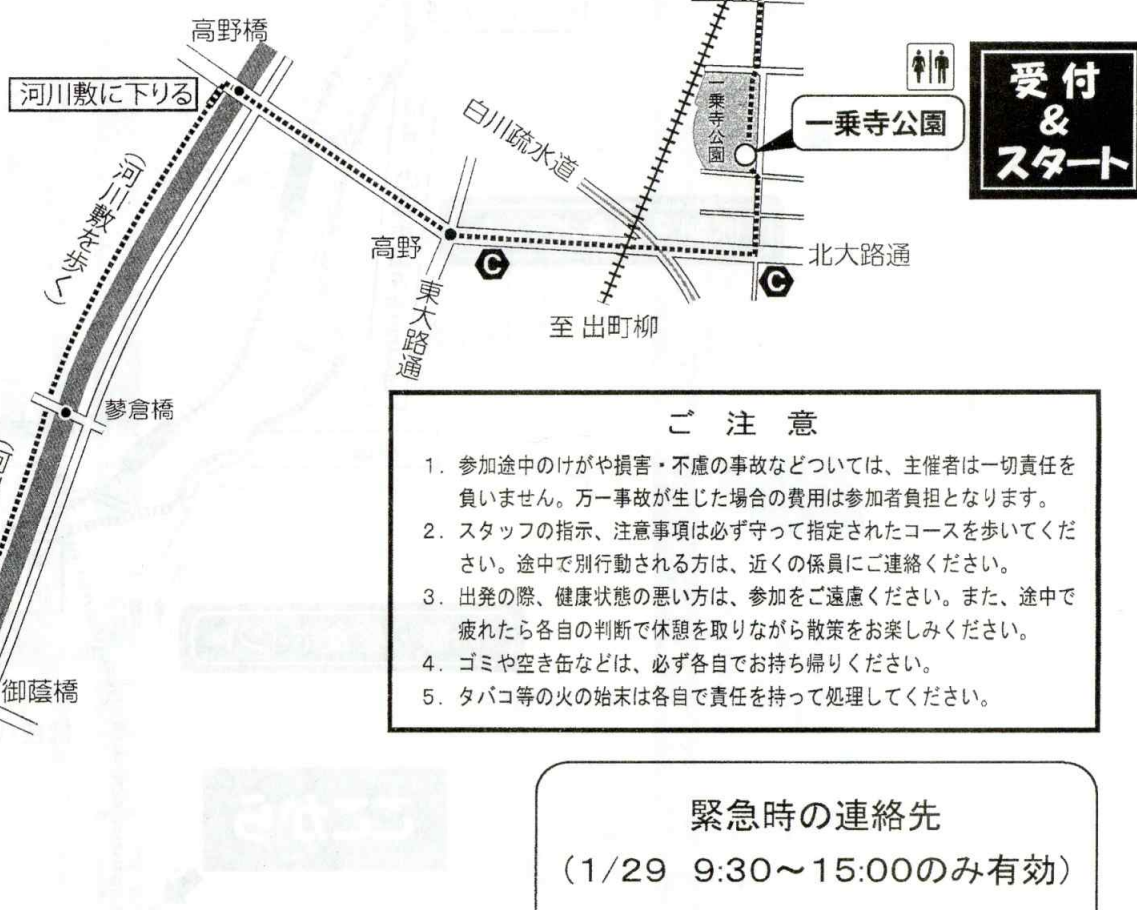 高野橋
河川敷に下りる
(河川敷を歩く)
白川疏水道
一乗寺公園
一乗寺公園
受付
&
スタート
高野
C
C
北大路通
東大路通
至 出町柳
蓼倉橋
(河
御蔭橋
ご 注 意
1. 参加途中のけがや損害・不慮の事故などついては、主催者は一切責任を
負いません。万一事故が生じた場合の費用は参加者負担となります。
2. スタッフの指示、注意事項は必ず守って指定されたコースを歩いてくだ
さい。途中で別行動される方は、近くの係員にご連絡ください。
3. 出発の際、健康状態の悪い方は、参加をご遠慮ください。また、途中で
疲れたら各自の判断で休憩を取りながら散策をお楽しみください。
4. ゴミや空き缶などは、必ず各自でお持ち帰りください。
5. タバコ等の火の始末は各自で責任を持って処理してください。
緊急時の連絡先
(1/29 9:30～15:00のみ有効)